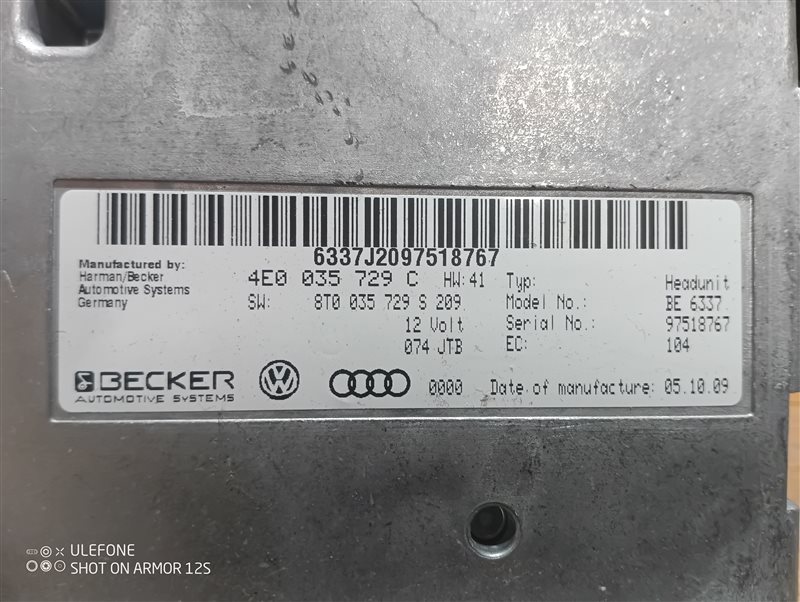 6337J2097518767
Manufactured by:
Harman/Becker
Automotive Systems
Germany
4E0 035 729 C HW: 41
SW: 8T0 035 729 S 209
12 Volt
074 JTB
Typ: Headunit
Model No.: BE 6337
Serial No.: 97518767
EC: 104
BECKER
AUTOMOTIVE SYSTEMS
VW
0000 Date of manufacture: 05.10.09
ULEFONE
SHOT ON ARMOR 12S